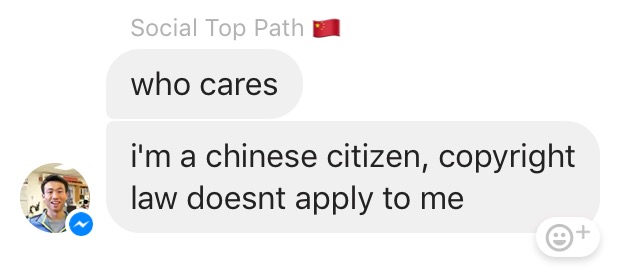 Social Top Path 🇨🇳
who cares
i'm a chinese citizen, copyright
law doesnt apply to me